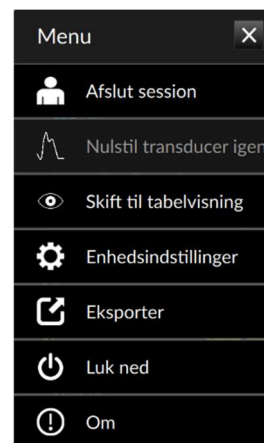 Menu
Afslut session
Nulstil transducer igen
Skift til tabelvisning
Enhedsindstillinger
Eksporter
Luk ned
Om